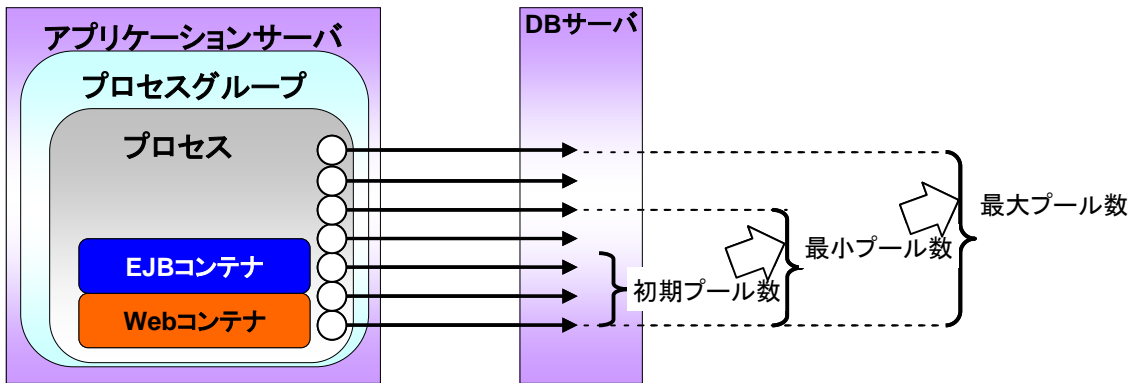 アプリケーションサーバ
プロセスグループ
プロセス
EJBコンテナ
Webコンテナ
DBサーバ
初期プール数
最小プール数
最大プール数